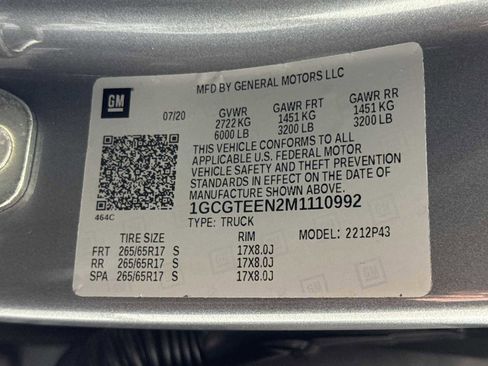 GM
MFD BY GENERAL MOTORS LLC
07/20 GVWR GAWR FRT GAWR RR
2722 KG 1451 KG 1451 KG
6000 LB 3200 LB 3200 LB
THIS VEHICLE CONFORMS TO ALL
APPLICABLE U.S. FEDERAL MOTOR
VEHICLE SAFETY AND THEFT PREVENTION
STANDARDS IN EFFECT ON THE DATE OF
MANUFACTURE SHOWN ABOVE.
464C 1GCGTEEN2M1110992
TYPE: TRUCK
TIRE SIZE RIM MODEL: 2212P43
FRT 265/65R17 S 17X8.0J
RR 265/65R17 S 17X8.0J
SPA 265/65R17 S 17X8.0J